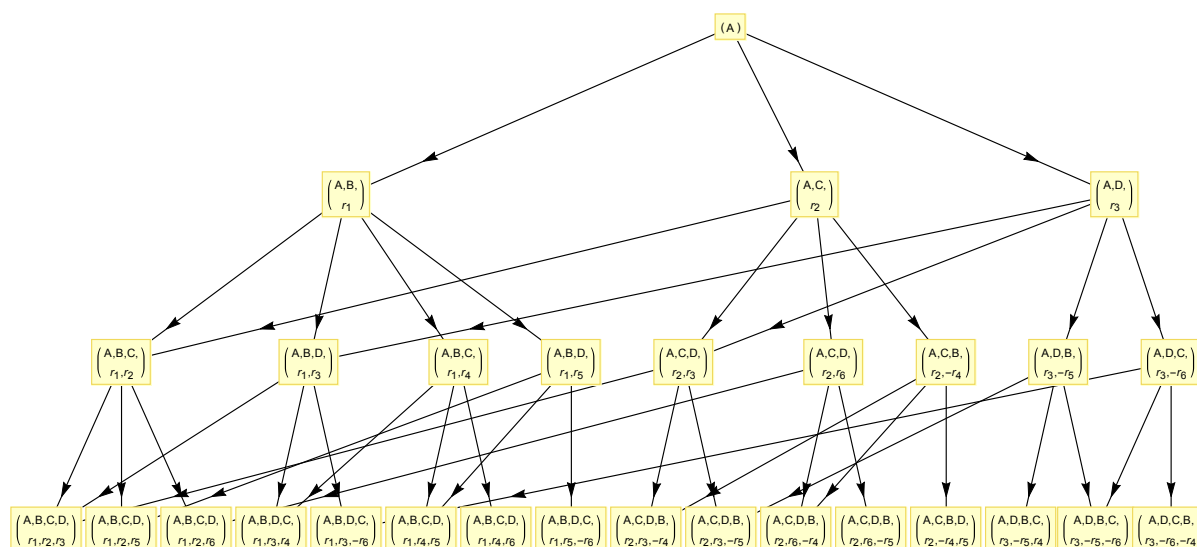 (A)
A,B,
r1
A,C,
r2
A,D,
r3
A,B,C,
r1,r2
A,B,D,
r1,r3
A,B,C,
r1,r4
A,B,D,
r1,r5
A,C,D,
r2,r3
A,C,D,
r2,r6
A,C,B,
r2,-r4
A,D,B,
r3,-r5
A,D,C,
r3,-r6
A,B,C,D,
r1,r2,r3
A,B,C,D,
r1,r2,r5
A,B,C,D,
r1,r2,r6
A,B,D,C,
r1,r3,r4
A,B,D,C,
r1,r3,-r6
A,B,C,D,
r1,r4,r5
A,B,C,D,
r1,r4,r6
A,B,D,C,
r1,r5,-r6
A,C,D,B,
r2,r3,-r4
A,C,D,B,
r2,r3,-r5
A,C,D,B,
r2,r6,-r4
A,C,D,B,
r2,r6,-r5
A,C,B,D,
r2,-r4,r5
A,D,B,C,
r3,-r5,r4
A,D,B,C,
r3,-r5,-r6
A,D,C,B,
r3,-r6,-r4